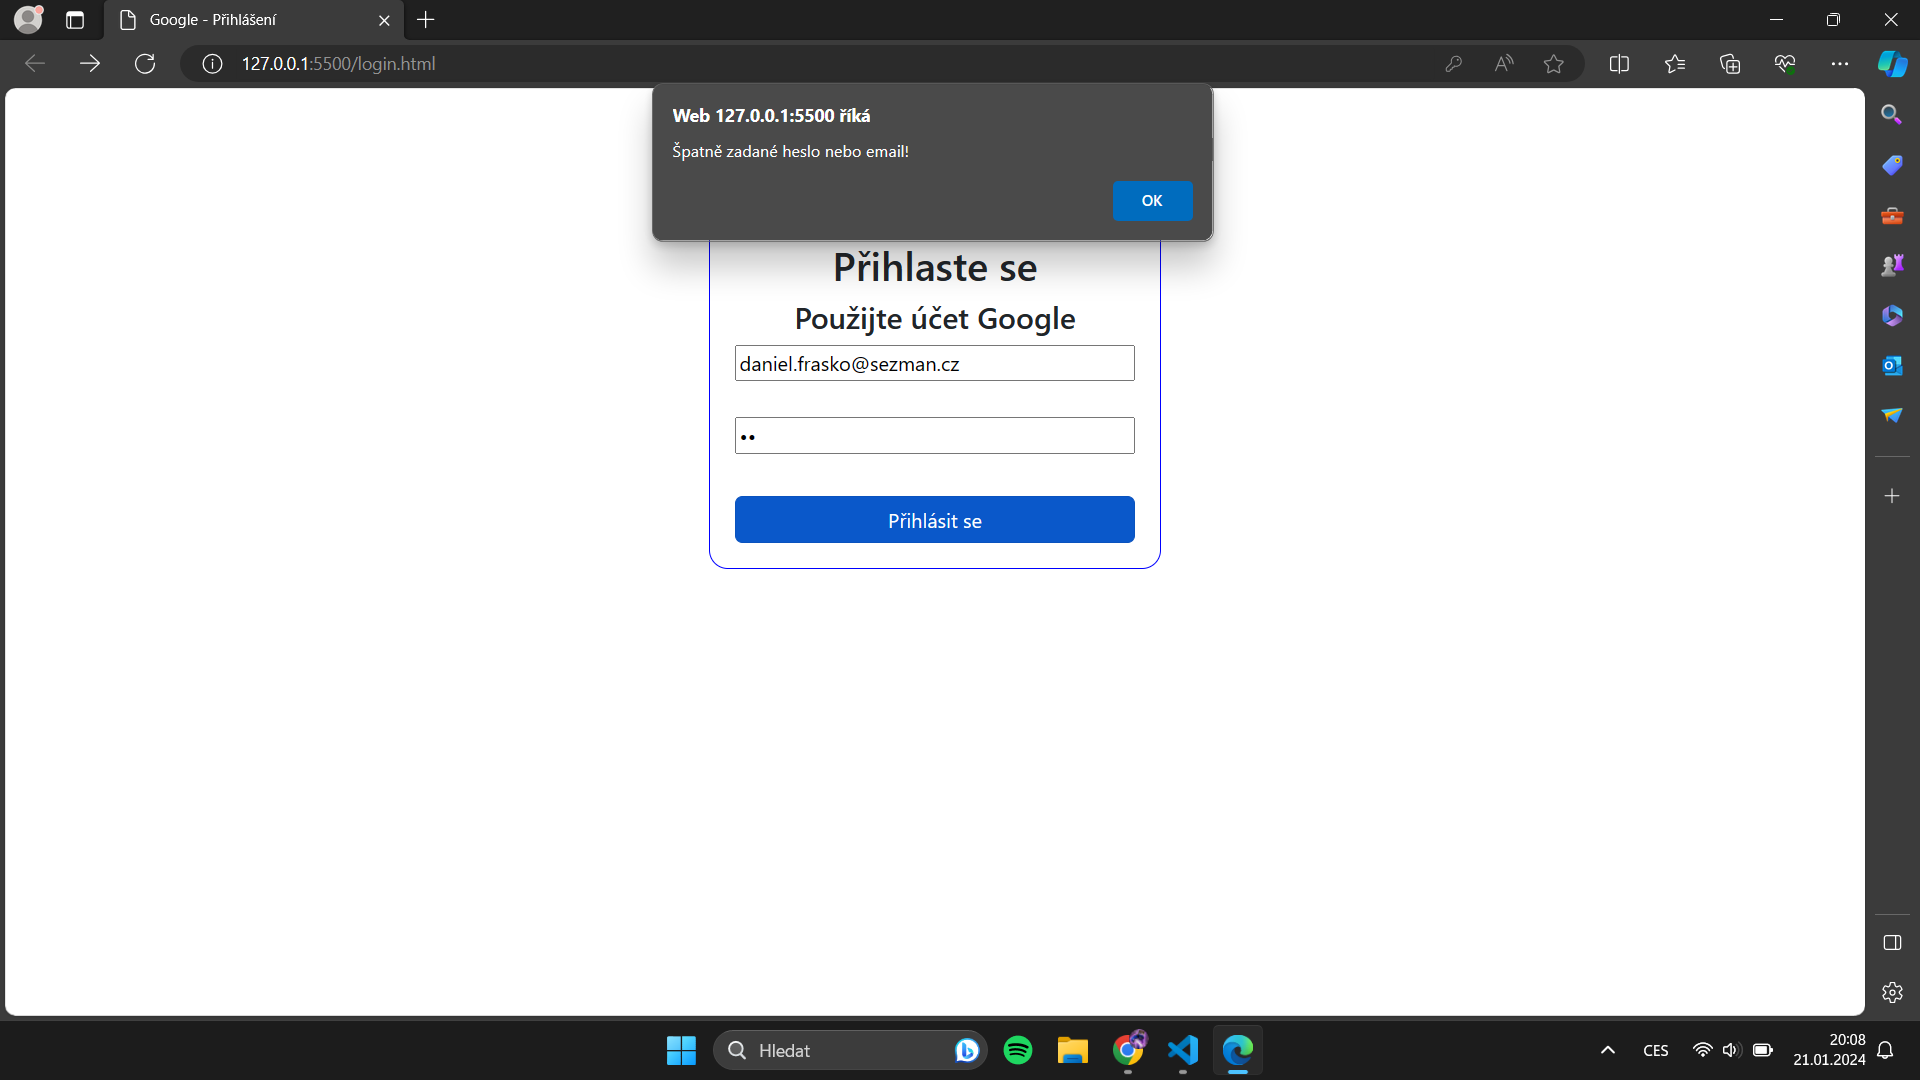 Google - Přihlášení
127.0.0.1:5500/login.html
Web 127.0.0.1:5500 říká
Špatně zadané heslo nebo email!
OK
Přihlaste se
Použijte účet Google
daniel.frasko@sezman.cz
••
Přihlásit se
Hledat
CES
20:08
21.01.2024